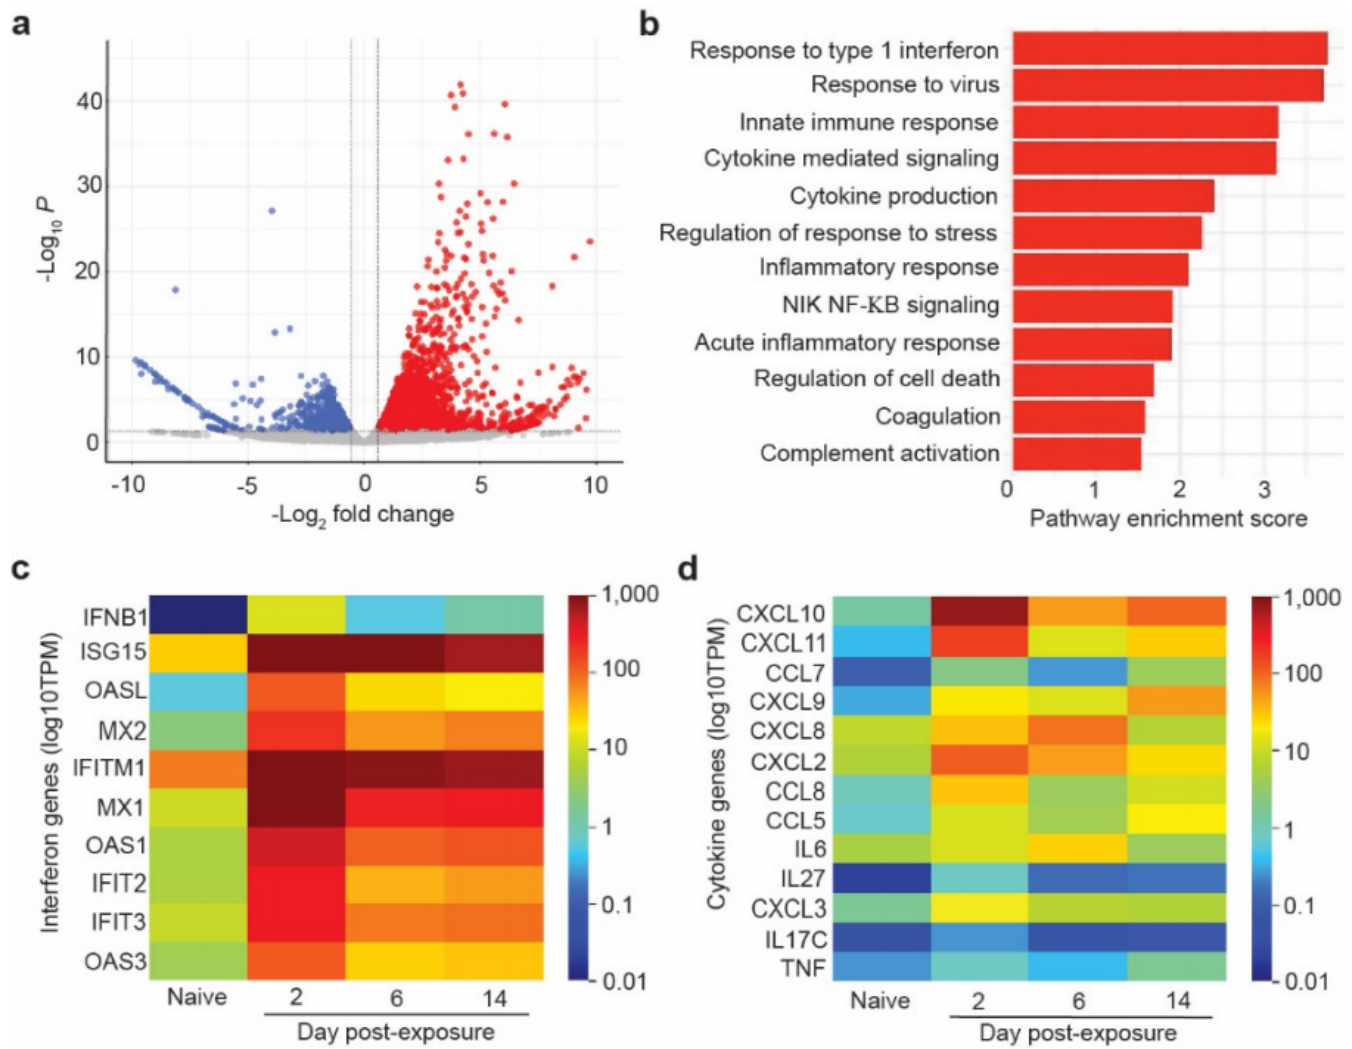 a
40
30
20
10
0
-Log10 P
-10 -5 0 5 10
-Log2 fold change
b
Response to type 1 interferon
Response to virus
Innate immune response
Cytokine mediated signaling
Cytokine production
Regulation of response to stress
Inflammatory response
NIK NF-KB signaling
Acute inflammatory response
Regulation of cell death
Coagulation
Complement activation
0 1 2 3
Pathway enrichment score
c
Interferon genes (log10TPM)
IFNB1
ISG15
OASL
MX2
IFITM1
MX1
OAS1
IFIT2
IFIT3
OAS3
Naive 2 6 14
Day post-exposure
1,000
100
10
1
0.1
0.01
d
Cytokine genes (log10TPM)
CXCL10
CXCL11
CCL7
CXCL9
CXCL8
CXCL2
CCL8
CCL5
IL6
IL27
CXCL3
IL17C
TNF
Naive 2 6 14
Day post-exposure
1,000
100
10
1
0.1
0.01